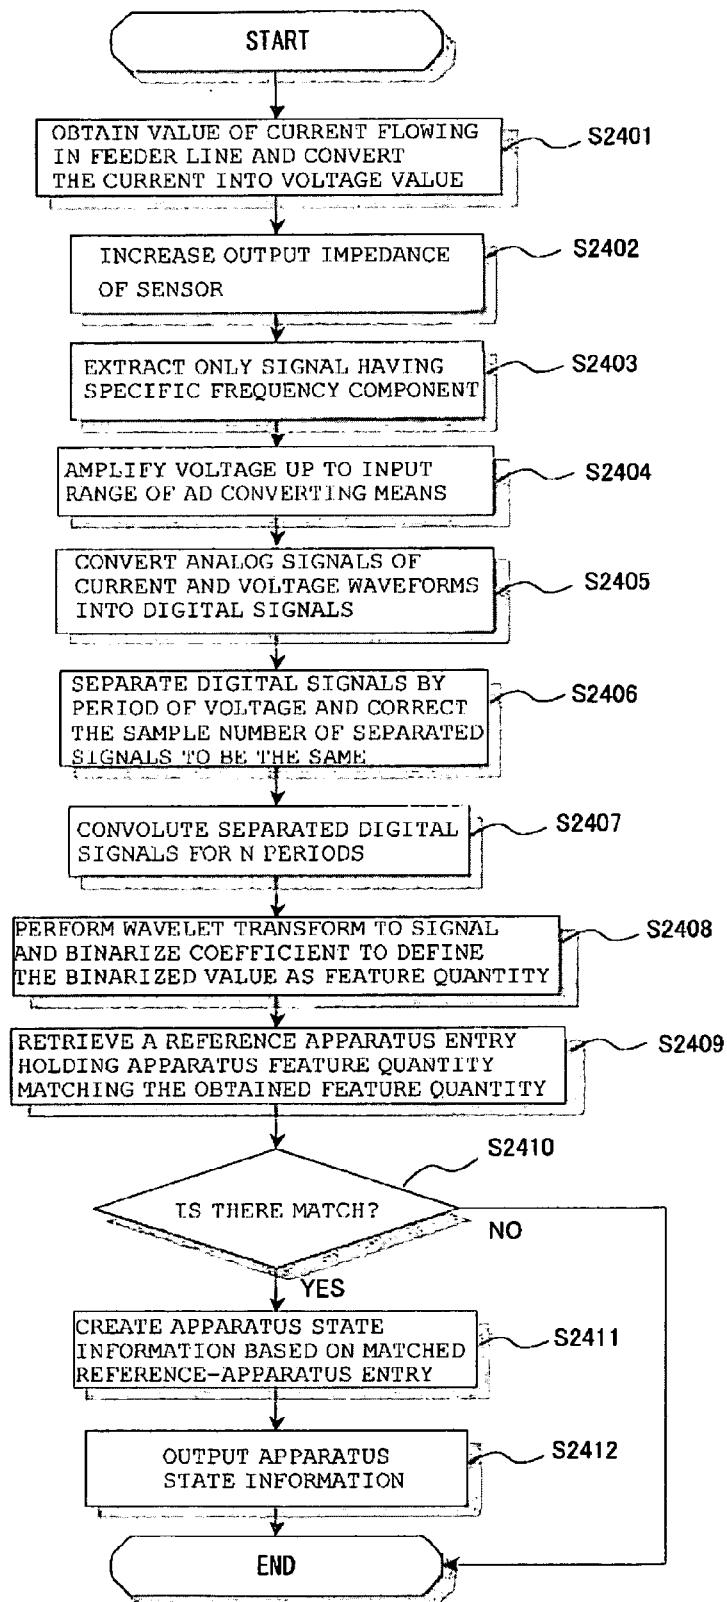 START
OBTAIN VALUE OF CURRENT FLOWING
IN FEEDER LINE AND CONVERT
THE CURRENT INTO VOLTAGE VALUE
S2401
INCREASE OUTPUT IMPEDANCE
OF SENSOR
S2402
EXTRACT ONLY SIGNAL HAVING
SPECIFIC FREQUENCY COMPONENT
S2403
AMPLIFY VOLTAGE UP TO INPUT
RANGE OF AD CONVERTING MEANS
S2404
CONVERT ANALOG SIGNALS OF
CURRENT AND VOLTAGE WAVEFORMS
INTO DIGITAL SIGNALS
S2405
SEPARATE DIGITAL SIGNALS BY
PERIOD OF VOLTAGE AND CORRECT
THE SAMPLE NUMBER OF SEPARATED
SIGNALS TO BE THE SAME
S2406
CONVOLUTE SEPARATED DIGITAL
SIGNALS FOR N PERIODS
S2407
PERFORM WAVELET TRANSFORM TO SIGNAL
AND BINARIZE COEFFICIENT TO DEFINE
THE BINARIZED VALUE AS FEATURE QUANTITY
S2408
RETRIEVE A REFERENCE APPARATUS ENTRY
HOLDING APPARATUS FEATURE QUANTITY
MATCHING THE OBTAINED FEATURE QUANTITY
S2409
S2410
IS THERE MATCH?
NO
YES
CREATE APPARATUS STATE
INFORMATION BASED ON MATCHED
REFERENCE-APPARATUS ENTRY
S2411
OUTPUT APPARATUS
STATE INFORMATION
S2412
END